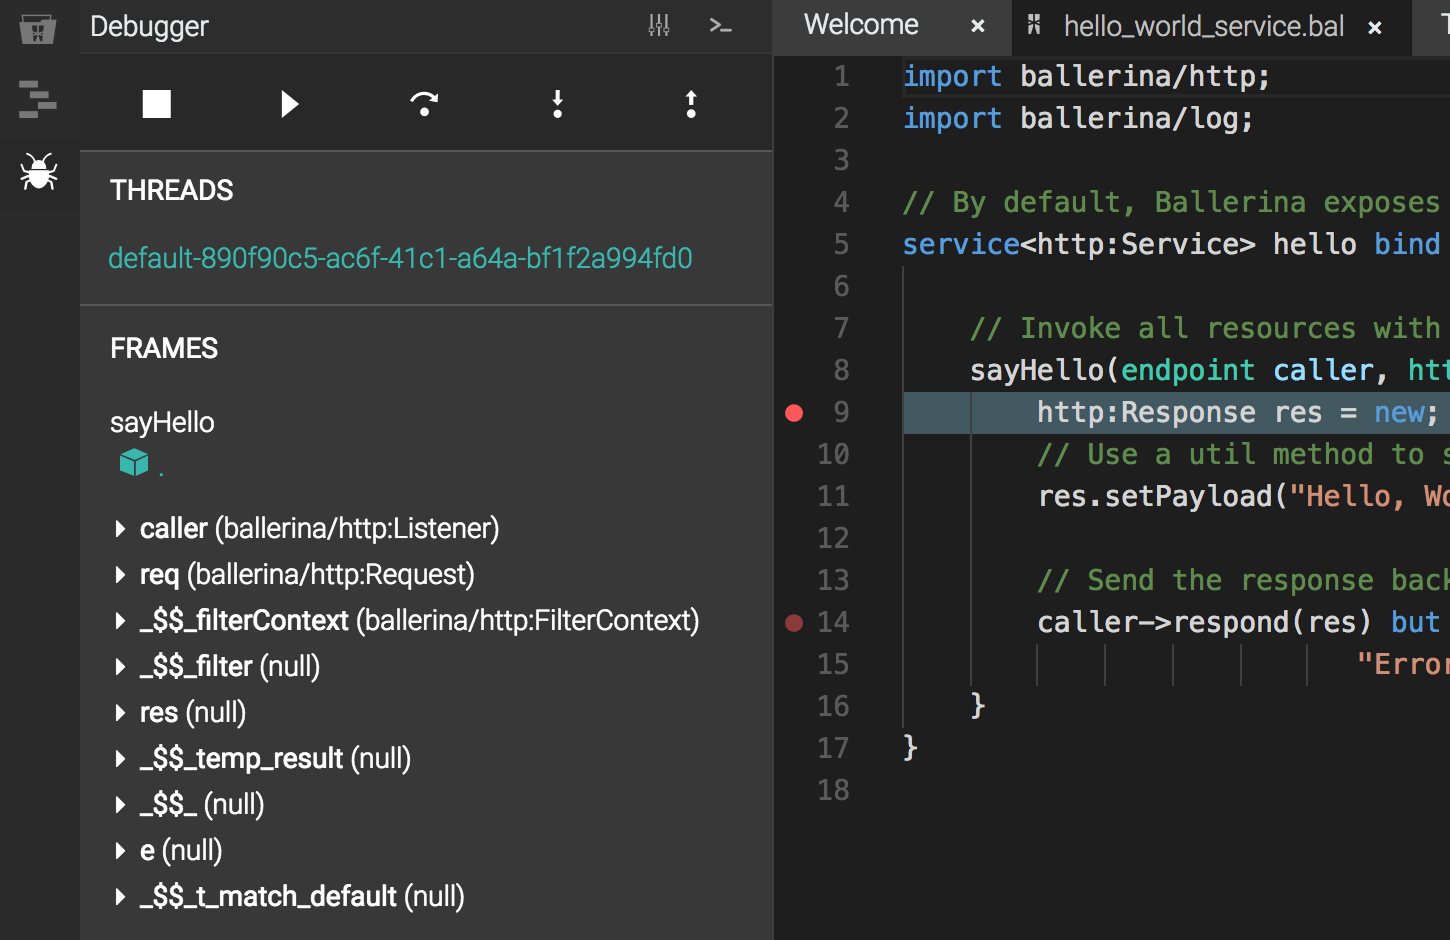 Debugger
THREADS
default-890f90c5-ac6f-41c1-a64a-bf1f2a994fd0
FRAMES
sayHello
.
caller (ballerina/http:Listener)
req (ballerina/http:Request)
_$$_filterContext (ballerina/http:FilterContext)
_$$_filter (null)
res (null)
_$$_temp_result (null)
_$$_ (null)
e (null)
_$$_t_match_default (null)
Welcome ×
hello_world_service.bal ×
1 import ballerina/http;
2 import ballerina/log;
3
4 // By default, Ballerina exposes
5 service<http:Service> hello bind
6
7 // Invoke all resources with
8 sayHello(endpoint caller, htt
9 http:Response res = new;
10 // Use a util method to s
11 res.setPayload("Hello, Wo
12
13 // Send the response back
14 caller->respond(res) but
15 "Error
16 }
17 }
18